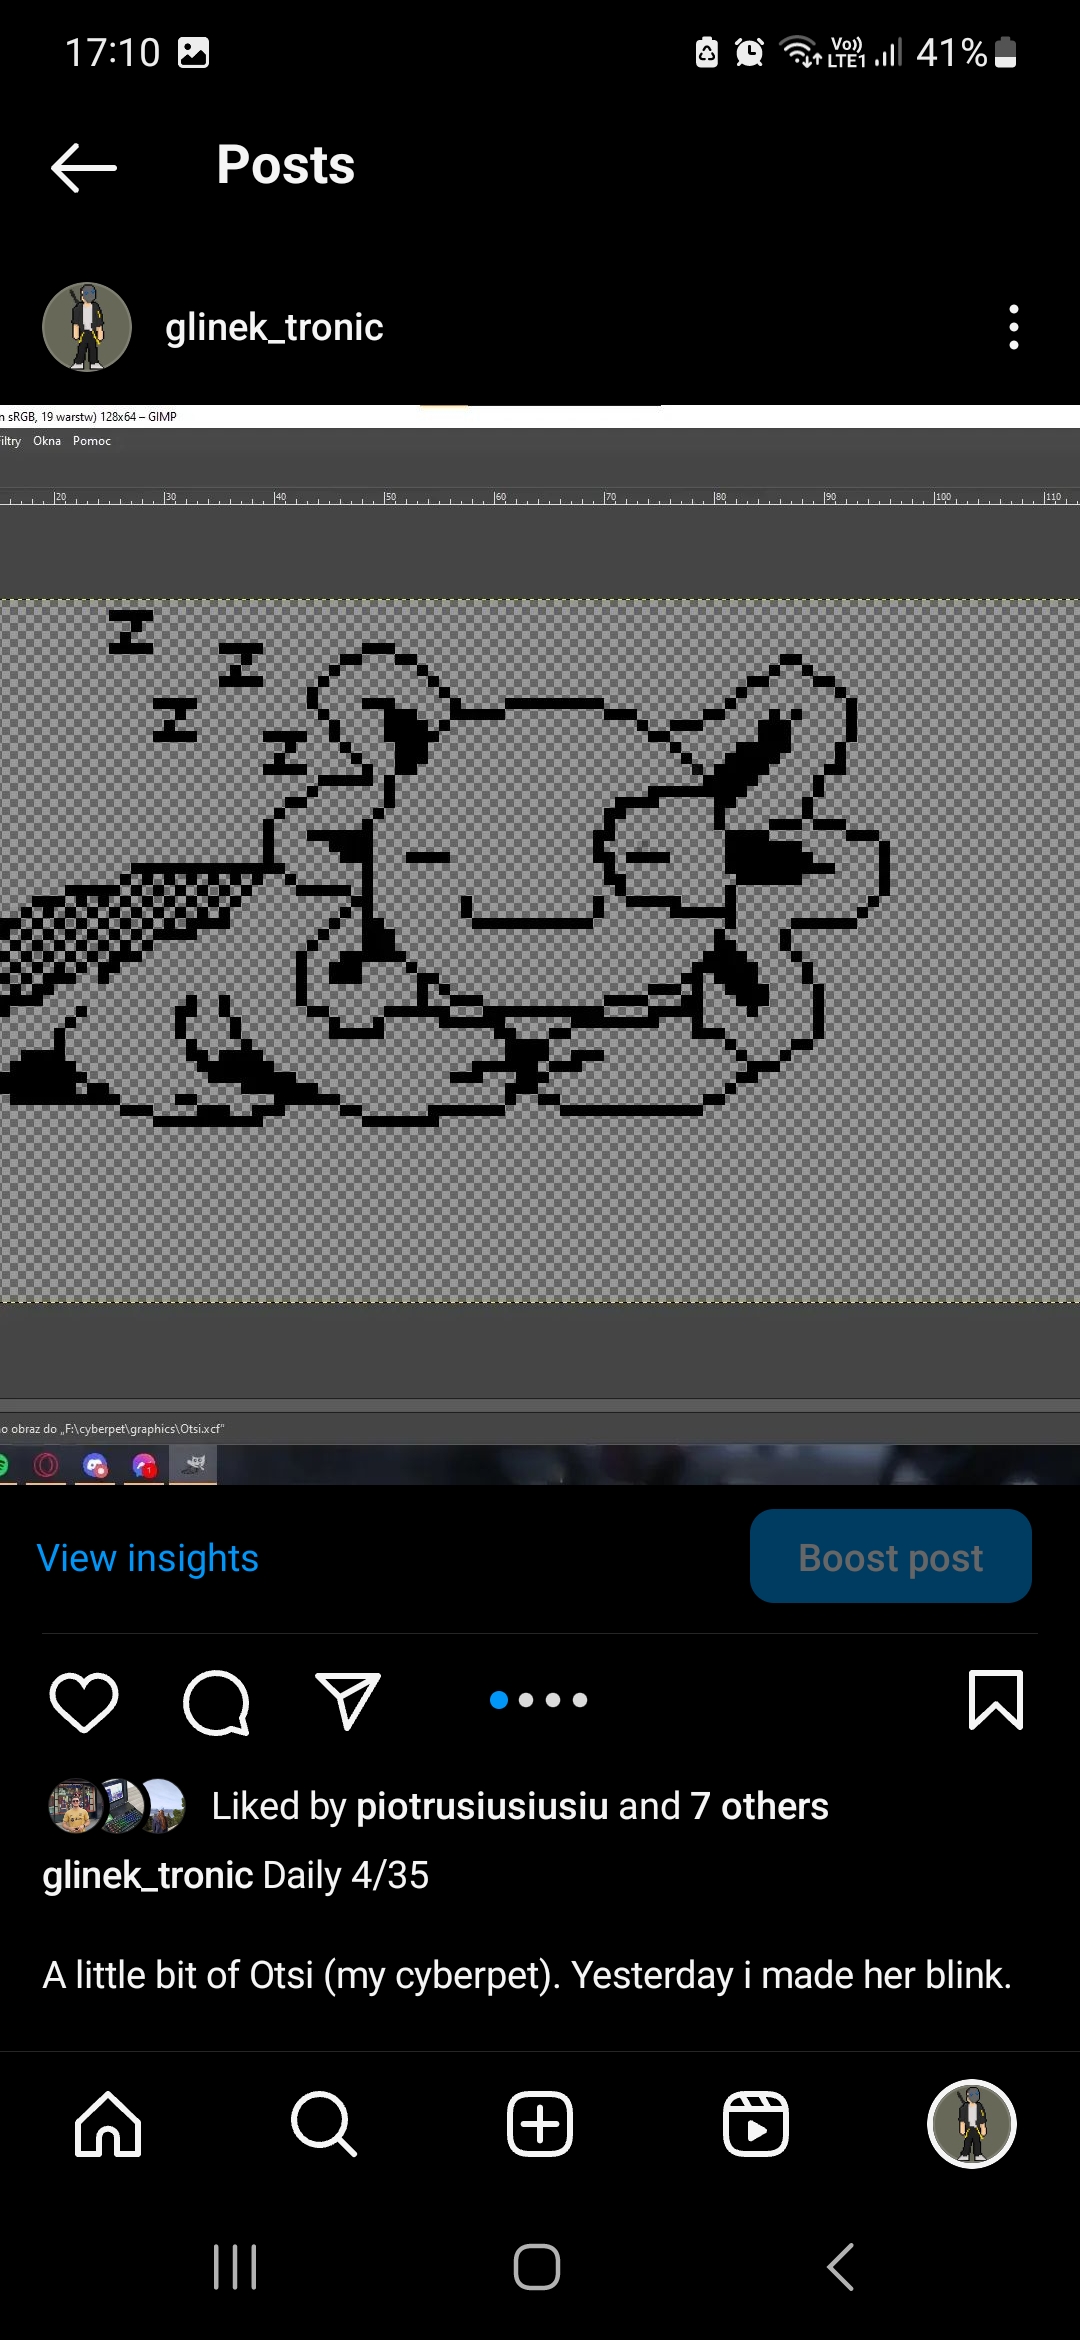 17:10
Vo))
LTE1
41%
Posts
glinek_tronic
n sRGB, 19 warstw) 128x64 – GIMP
iltry Okna Pomoc
20 30 40 50 60 70 80 90 100 110
z
z
z
z
o obraz do „F:\cyberpet\graphics\Otsi.xcf”
1
View insights
Boost post
Liked by piotrusiusiusiu and 7 others
glinek_tronic Daily 4/35
A little bit of Otsi (my cyberpet). Yesterday i made her blink.